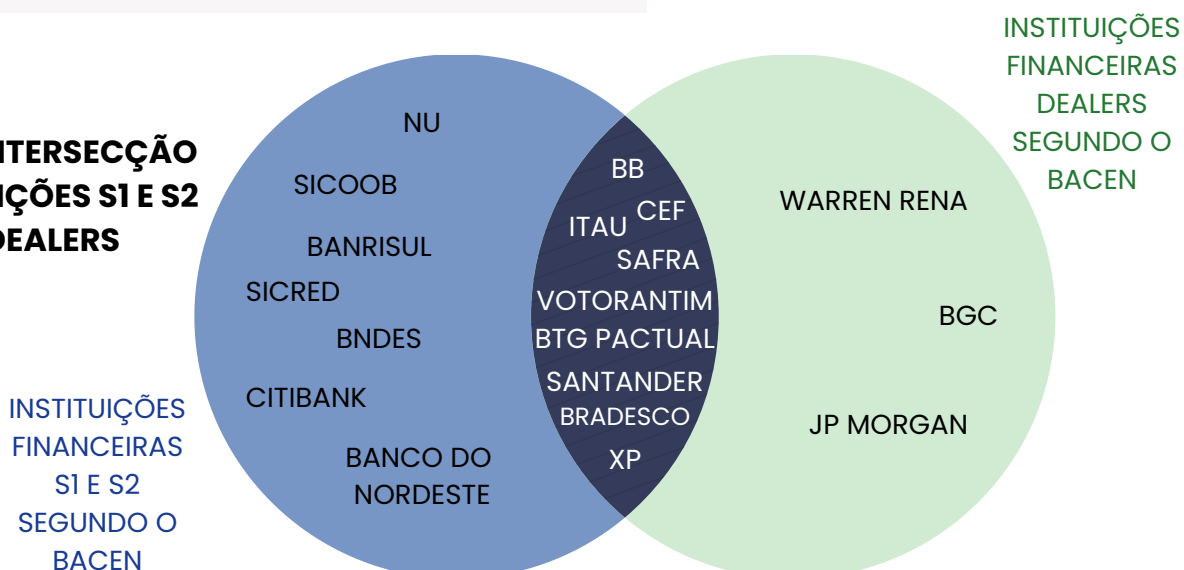 NTERSECÇÃO
IÇÕES S1 E S2
DEALERS
INSTITUIÇÕES
FINANCEIRAS
S1 E S2
SEGUNDO O
BACEN
NU
SICOOB
BANRISUL
SICRED
BNDES
CITIBANK
BANCO DO
NORDESTE
BB
ITAU CEF
SAFRA
VOTORANTIM
BTG PACTUAL
SANTANDER
BRADESCO
XP
WARREN RENA
BGC
JP MORGAN
INSTITUIÇÕES
FINANCEIRAS
DEALERS
SEGUNDO O
BACEN